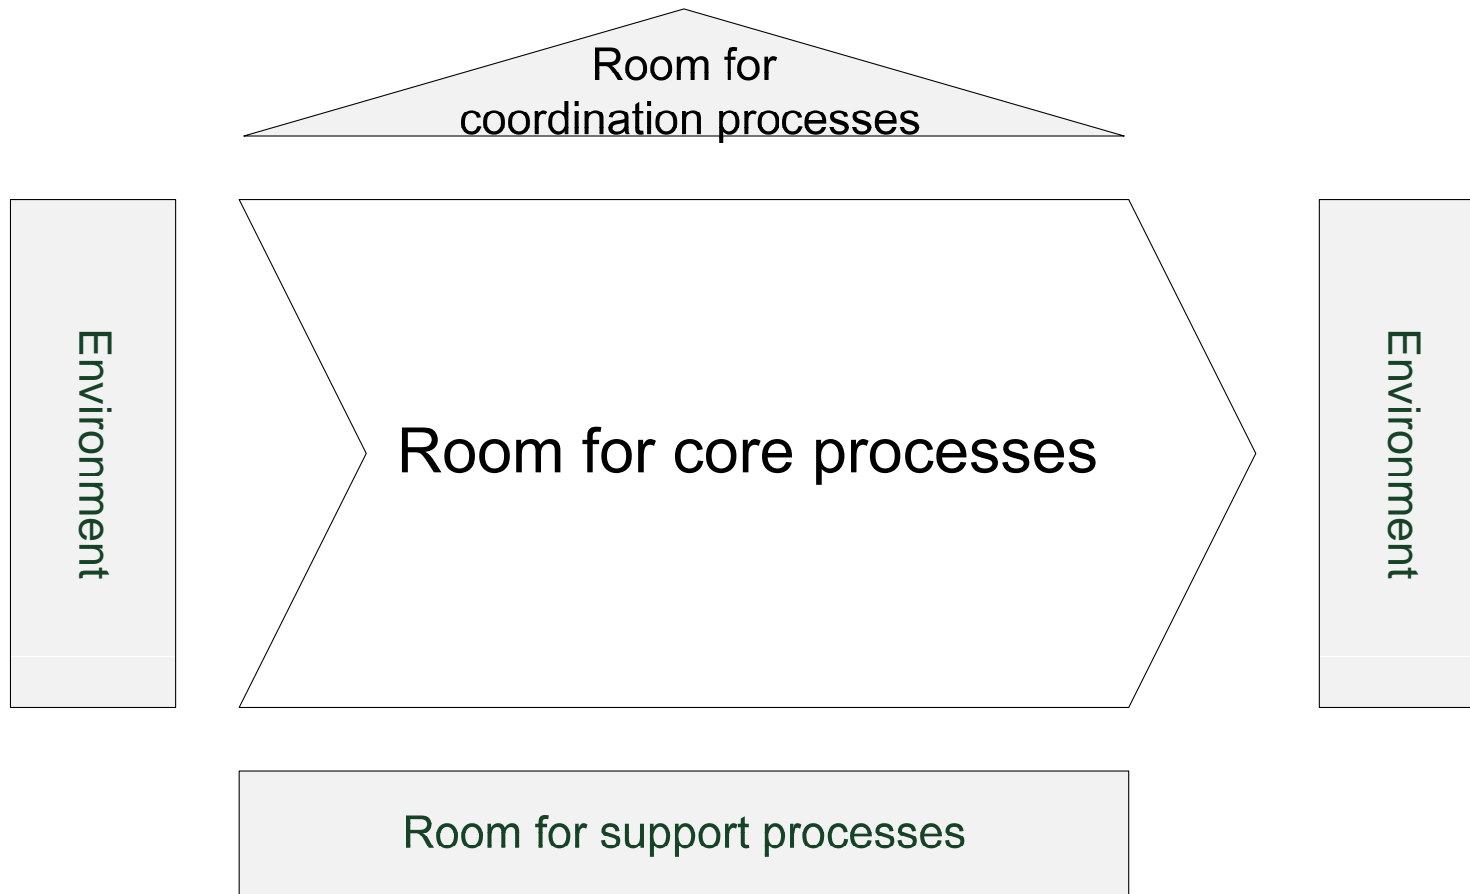 Room for
coordination processes
Environment
Room for core processes
Environment
Room for support processes